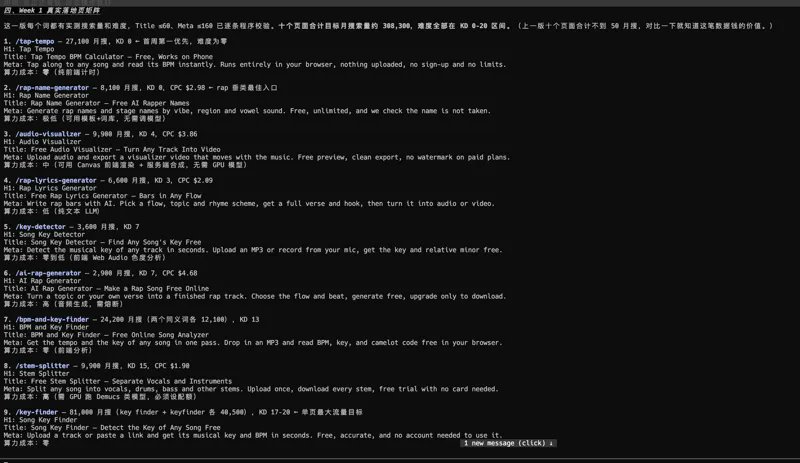 四、Week 1 真实落地页矩阵
这一版每个词都有实测搜索量和难度，Title ≤60、Meta ≤160 已逐条程序校验。十个页面合计目标月搜索量约 308,300，难度全部在 KD 0-20 区间。（上一版十个页面合计不到 50 月搜，对比一下就知道这笔数据钱的价值。）
1. /tap-tempo — 27,100 月搜，KD 0 ← 首周第一优先，难度为零
H1: Tap Tempo
Title: Tap Tempo BPM Calculator — Free, Works on Phone
Meta: Tap along to any song and read its BPM instantly. Runs entirely in your browser, nothing uploaded, no sign-up and no limits.
算力成本: 零（纯前端计时）
2. /rap-name-generator — 8,100 月搜，KD 0，CPC $2.98 ← rap 垂类最佳入口
H1: Rap Name Generator
Title: Rap Name Generator — Free AI Rapper Names
Meta: Generate rap names and stage names by vibe, region and vowel sound. Free, unlimited, and we check the name is not taken.
算力成本: 极低（可用模板+词库，无需调模型）
3. /audio-visualizer — 9,900 月搜，KD 4，CPC $3.86
H1: Audio Visualizer
Title: Free Audio Visualizer — Turn Any Track Into Video
Meta: Upload audio and export a visualizer video that moves with the music. Free preview, clean export, no watermark on paid plans.
算力成本: 中（可用 Canvas 前端渲染 + 服务端合成，无需 GPU 模型）
4. /rap-lyrics-generator — 6,600 月搜，KD 3，CPC $2.09
H1: Rap Lyrics Generator
Title: Free Rap Lyrics Generator — Bars in Any Flow
Meta: Write rap bars with AI. Pick a flow, topic and rhyme scheme, get a full verse and hook, then turn it into audio or video.
算力成本: 低（纯文本 LLM）
5. /key-detector — 3,600 月搜，KD 7
H1: Song Key Detector
Title: Song Key Detector — Find Any Song's Key Free
Meta: Detect the musical key of any track in seconds. Upload an MP3 or record from your mic, get the key and relative minor free.
算力成本: 零到低（前端 Web Audio 色度分析）
6. /ai-rap-generator — 2,900 月搜，KD 7，CPC $4.68
H1: AI Rap Generator
Title: AI Rap Generator — Make a Rap Song Free Online
Meta: Turn a topic or your own verse into a finished rap track. Choose the flow and beat, generate free, upgrade only to download.
算力成本: 高（音频生成，需熔断）
7. /bpm-and-key-finder — 24,200 月搜（两个同义词各 12,100），KD 13
H1: BPM and Key Finder
Title: BPM and Key Finder — Free Online Song Analyzer
Meta: Get the tempo and the key of any song in one pass. Drop in an MP3 and read BPM, key, and camelot code free in your browser.
算力成本: 零（前端分析）
8. /stem-splitter — 9,900 月搜，KD 15，CPC $1.90
H1: Stem Splitter
Title: Free Stem Splitter — Separate Vocals and Instruments
Meta: Split any song into vocals, drums, bass and other stems. Upload once, download every stem, free trial with no card needed.
算力成本: 高（需 GPU 跑 Demucs 类模型，必须设配额）
9. /key-finder — 81,000 月搜（key finder + keyfinder 各 40,500），KD 17-20 ← 单页最大流量目标
H1: Song Key Finder
Title: Song Key Finder — Detect the Key of Any Song Free
Meta: Upload a track or paste a link and get its musical key and BPM in seconds. Free, accurate, and no account needed to use it.
算力成本: 零
1 new message (click) ↓